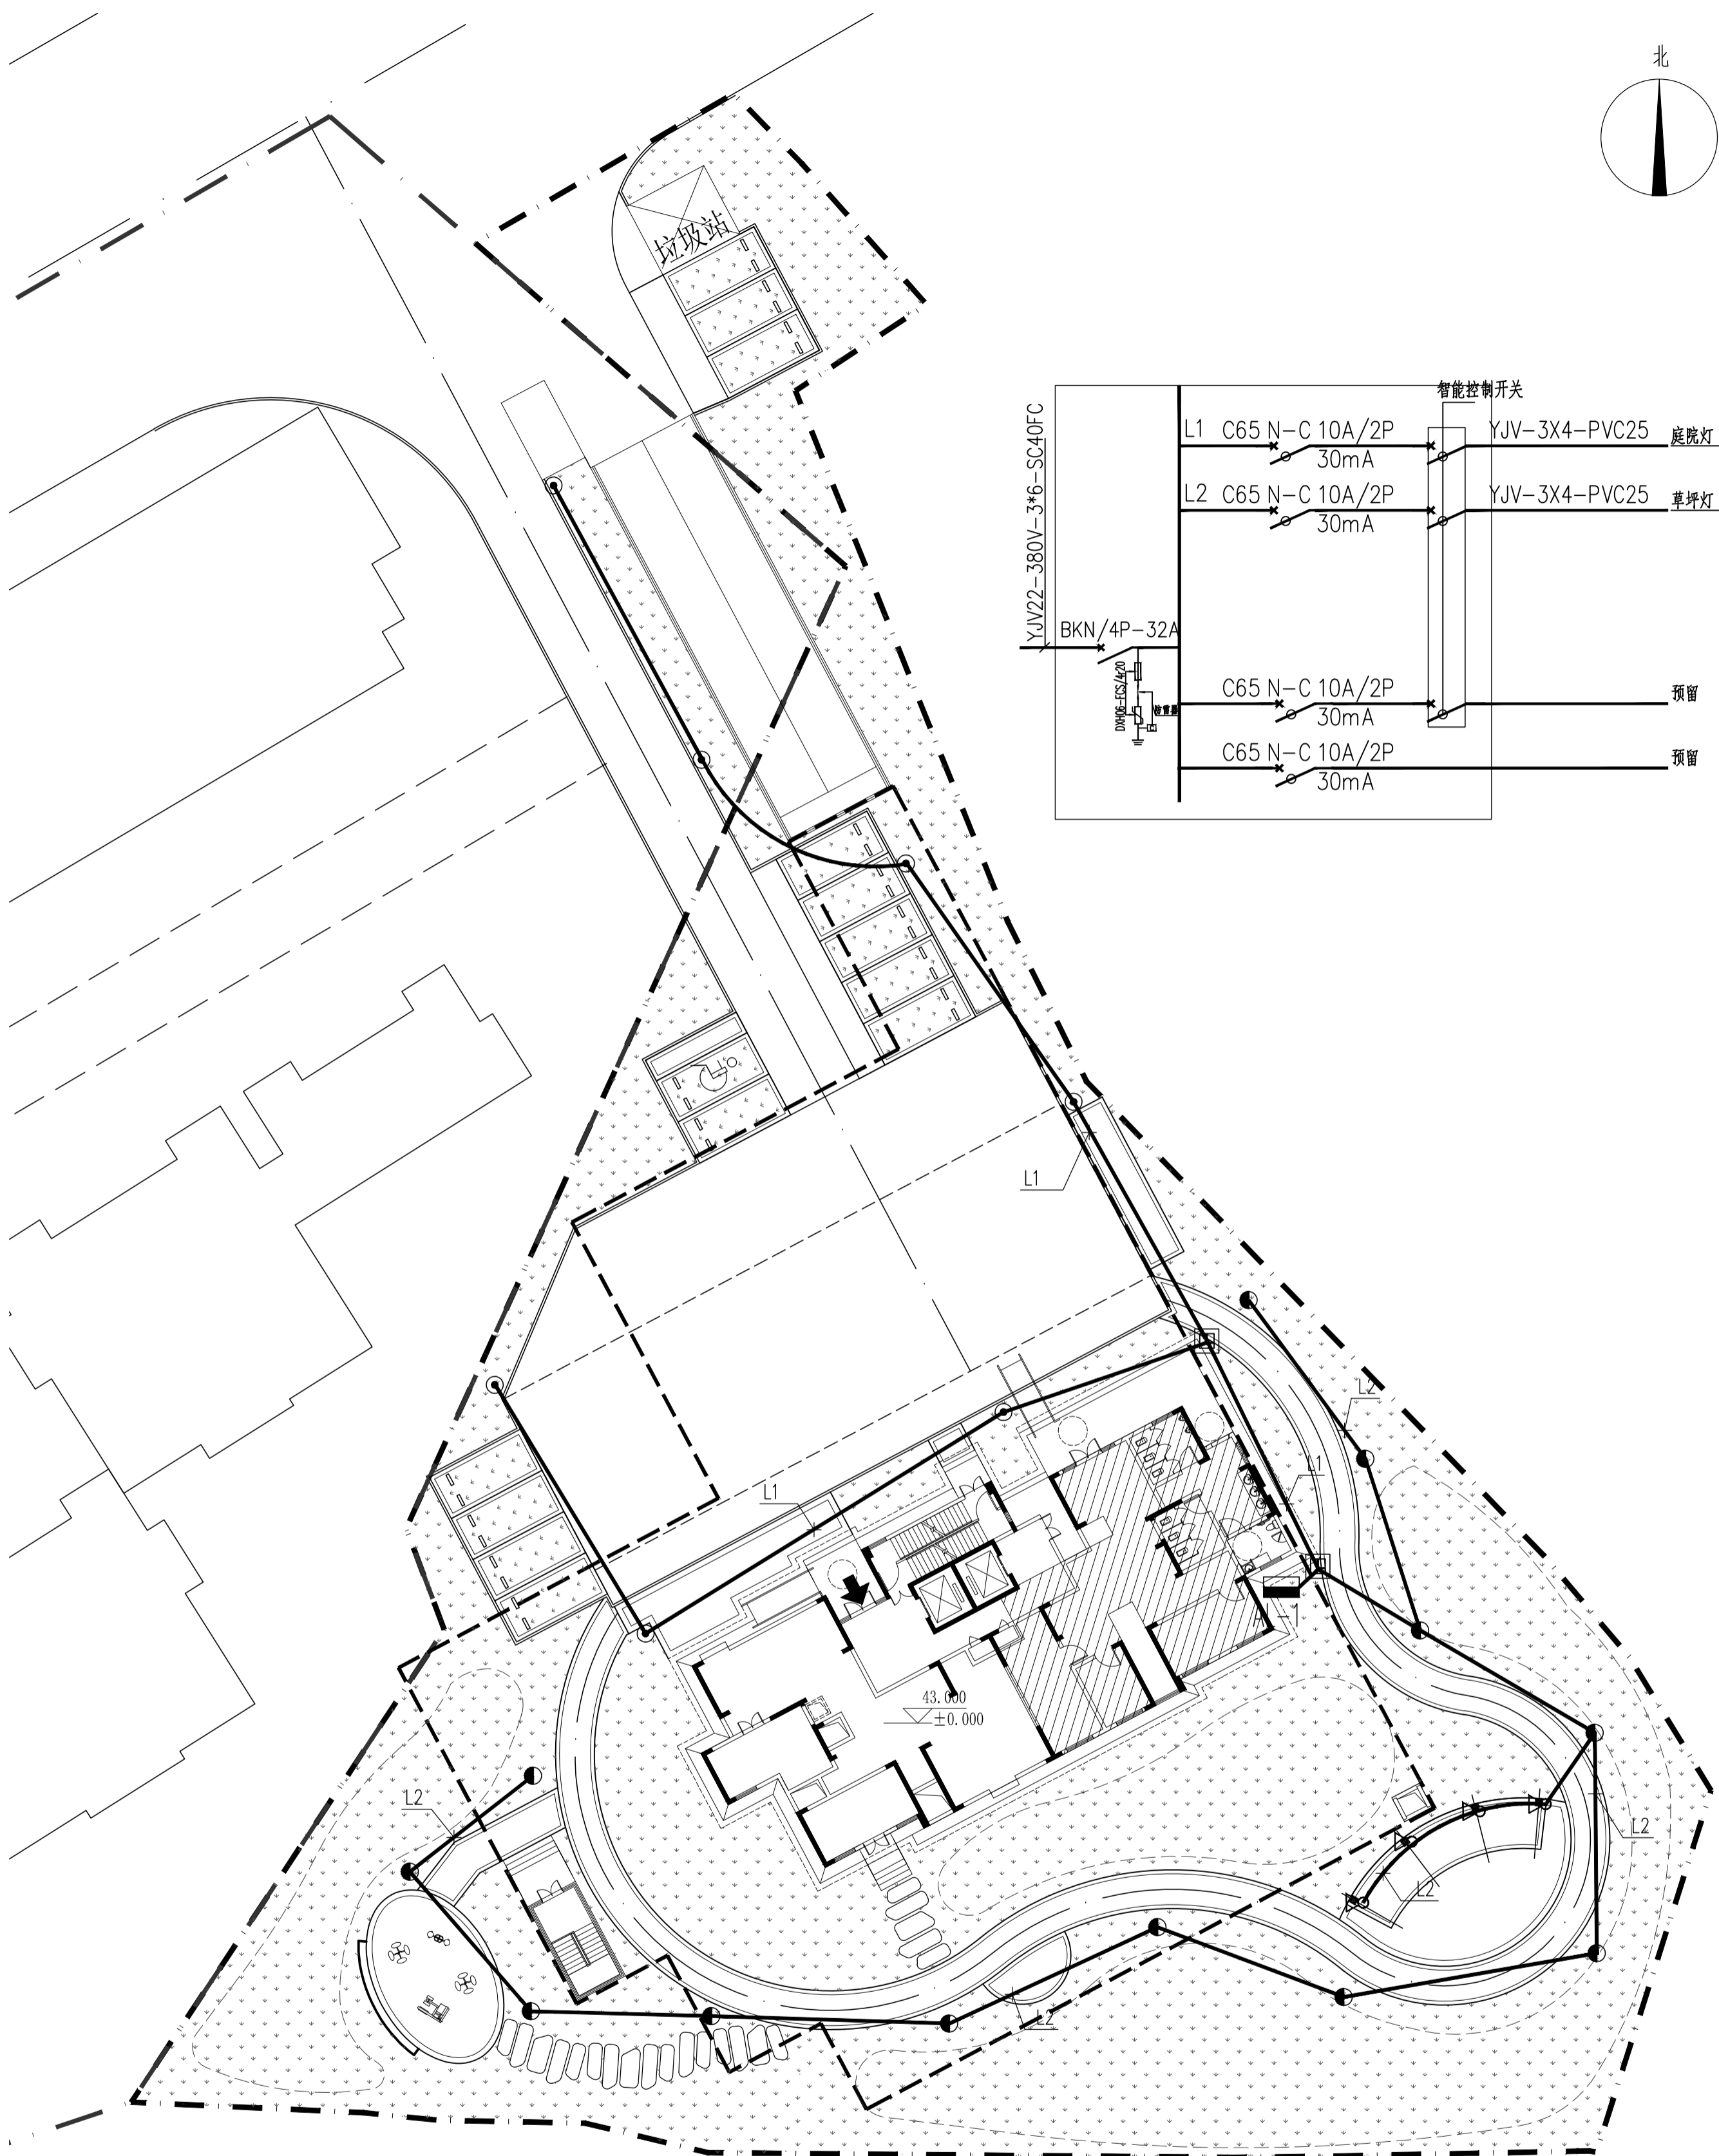 北
垃圾站
智能控制开关
L1 C65 N-C 10A/2P YJV-3X4-PVC25 庭院灯
30mA
L2 C65 N-C 10A/2P YJV-3X4-PVC25 草坪灯
30mA
YJV22-380V-3*6-SC40FC
BKN/4P-32A
C65 N-C 10A/2P 预留
30mA
C65 N-C 10A/2P 预留
30mA
L1
L2
L1
L1
AL-1
43.000
±0.000
L2
L2
L2
L2